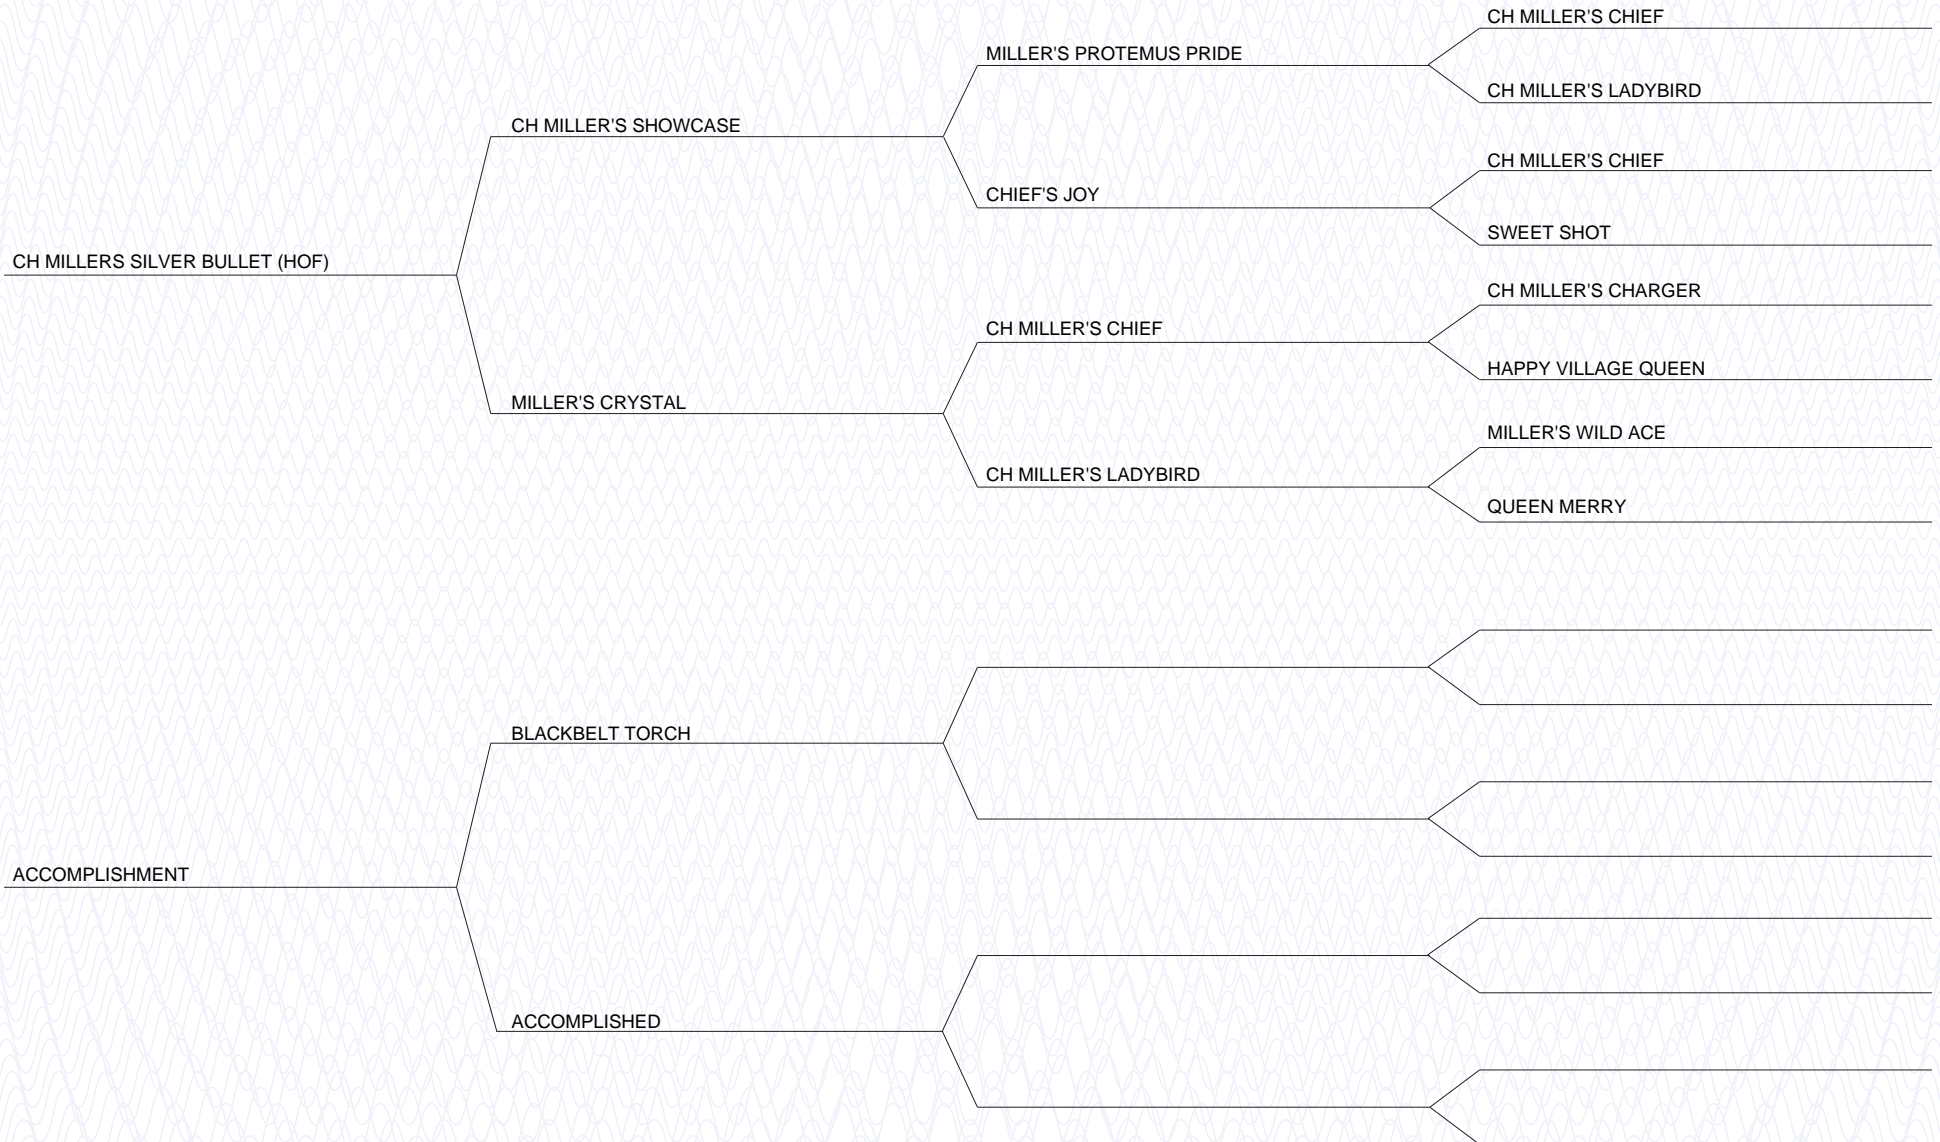 CH MILLER'S CHIEF
MILLER'S PROTEMUS PRIDE
CH MILLER'S LADYBIRD
CH MILLER'S SHOWCASE
CH MILLER'S CHIEF
CHIEF'S JOY
SWEET SHOT
CH MILLERS SILVER BULLET (HOF)
CH MILLER'S CHARGER
CH MILLER'S CHIEF
HAPPY VILLAGE QUEEN
MILLER'S CRYSTAL
MILLER'S WILD ACE
CH MILLER'S LADYBIRD
QUEEN MERRY
BLACKBELT TORCH
ACCOMPLISHMENT
ACCOMPLISHED